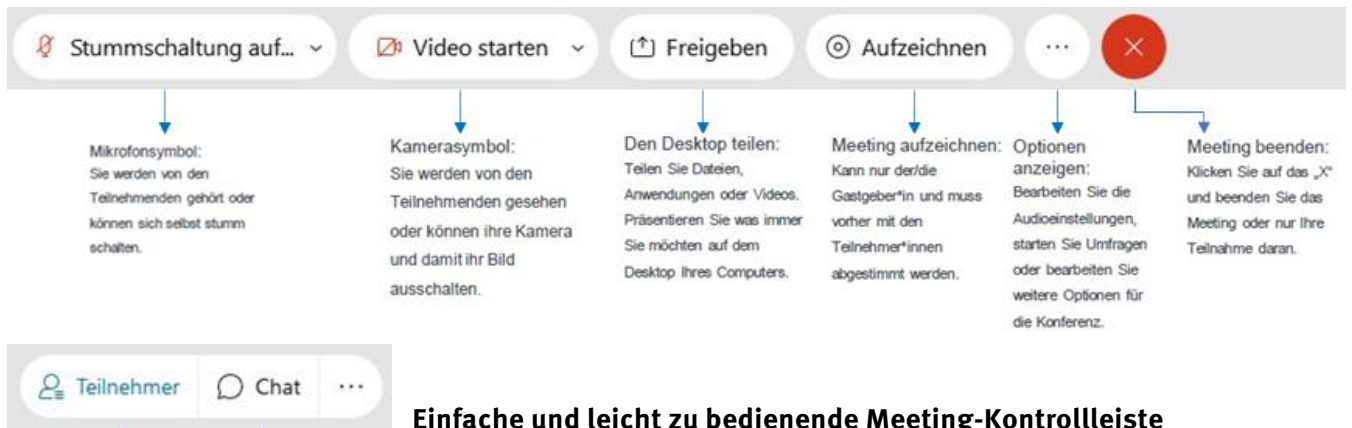 Stummschaltung auf...
Video starten
Freigeben
Aufzeichnen
...
Mikrofonsymbol:
Sie werden von den
Teilnehmenden gehört oder
können sich selbst stumm
schalten.
Kamerasymbol:
Sie werden von den
Teilnehmenden gesehen
oder können ihre Kamera
und damit ihr Bild
ausschalten.
Den Desktop teilen:
Teilen Sie Dateien,
Anwendungen oder Videos.
Präsentieren Sie was immer
Sie möchten auf dem
Desktop Ihres Computers.
Meeting aufzeichnen:
Kann nur der/die
Gastgeber*in und muss
vorher mit den
Teilnehmer*innen
abgestimmt werden.
Optionen
anzeigen:
Bearbeiten Sie die
Audioeinstellungen,
starten Sie Umfragen
oder bearbeiten Sie
weitere Optionen für
die Konferenz.
Meeting beenden:
Klicken Sie auf das „X“
und beenden Sie das
Meeting oder nur Ihre
Teilnahme daran.
Teilnehmer
Chat
...
Einfache und leicht zu bedienende Meeting-Kontrollleiste